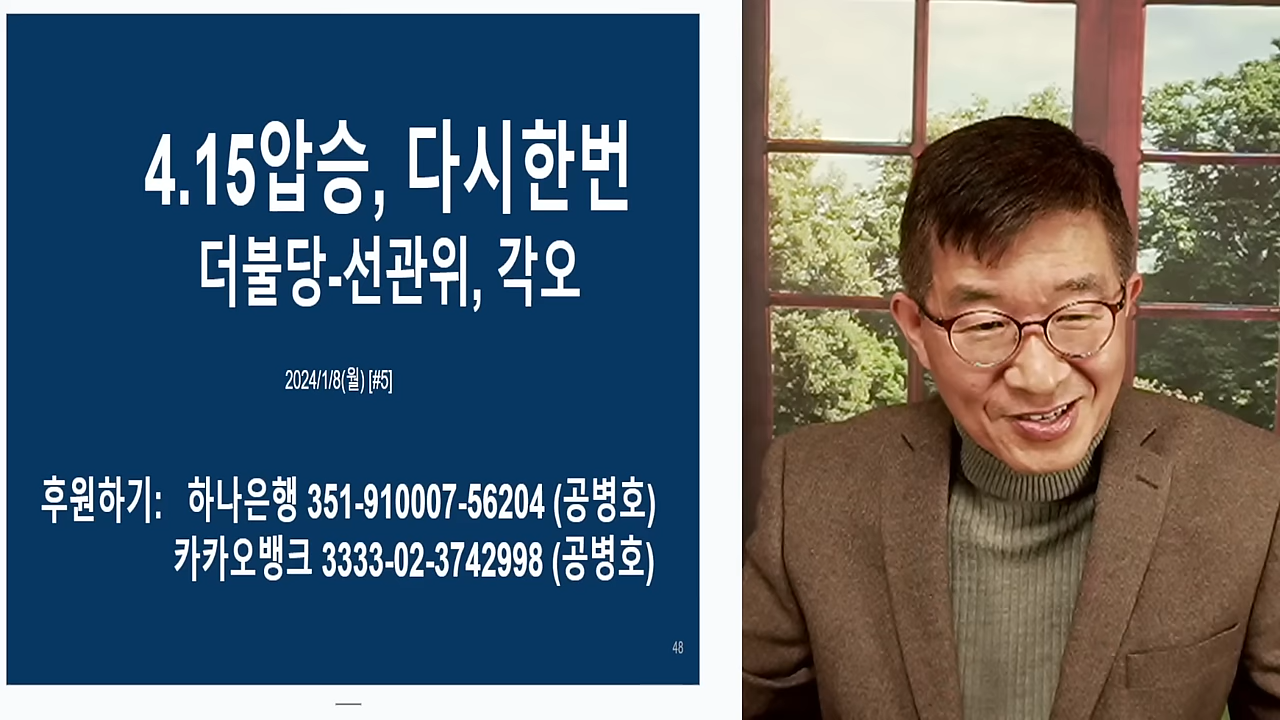 4.15압승, 다시한번
더불당-선관위, 각오
2024/1/8(월) [#5]
후원하기: 하나은행 351-910007-56204 (공병호)
카카오뱅크 3333-02-3742998 (공병호)
48